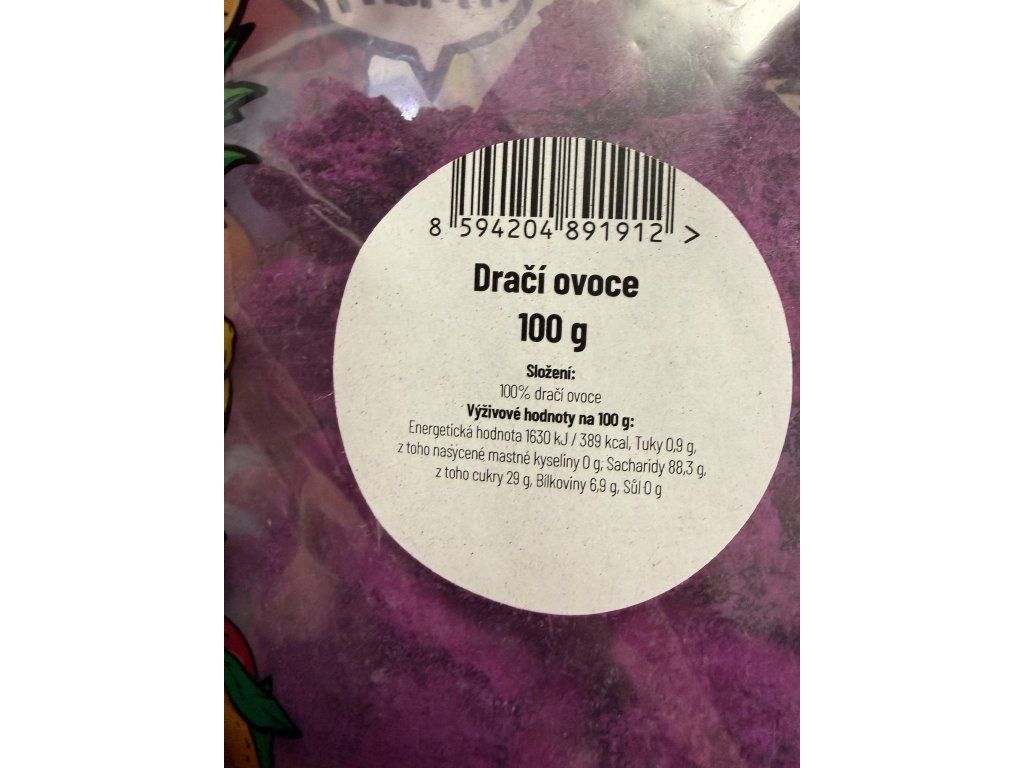 8 594204 891912 >
Dračí ovoce
100 g
Složení:
100% dračí ovoce
Výživové hodnoty na 100 g:
Energetická hodnota 1630 kJ / 389 kcal, Tuky 0,9 g,
z toho nasycené mastné kyseliny 0 g, Sacharidy 88,3 g,
z toho cukry 29 g, Bílkoviny 6,9 g, Sůl 0 g